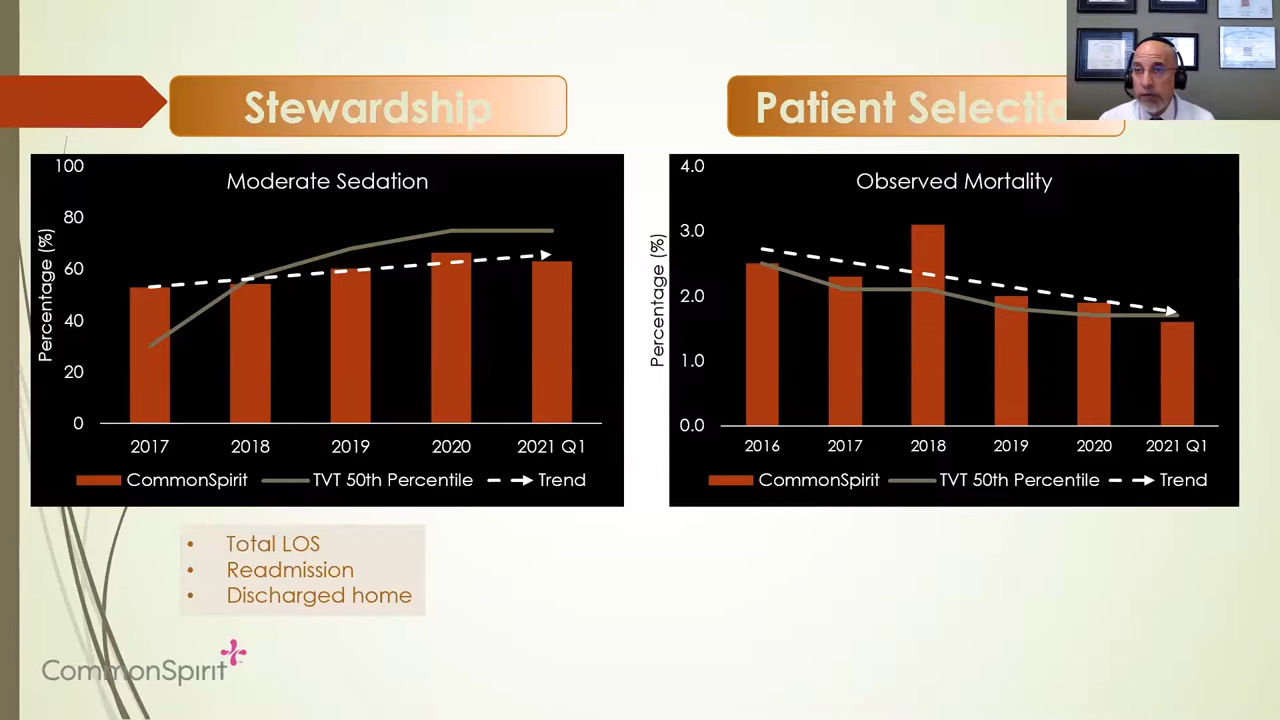 Stewardship
Patient Selectio
100
80
60
40
20
0
Percentage (%)
Moderate Sedation
2017 2018 2019 2020 2021 Q1
CommonSpirit TVT 50th Percentile Trend
4.0
3.0
2.0
1.0
0.0
Percentage (%)
Observed Mortality
2016 2017 2018 2019 2020 2021 Q1
CommonSpirit TVT 50th Percentile Trend
• Total LOS
• Readmission
• Discharged home
CommonSpirit